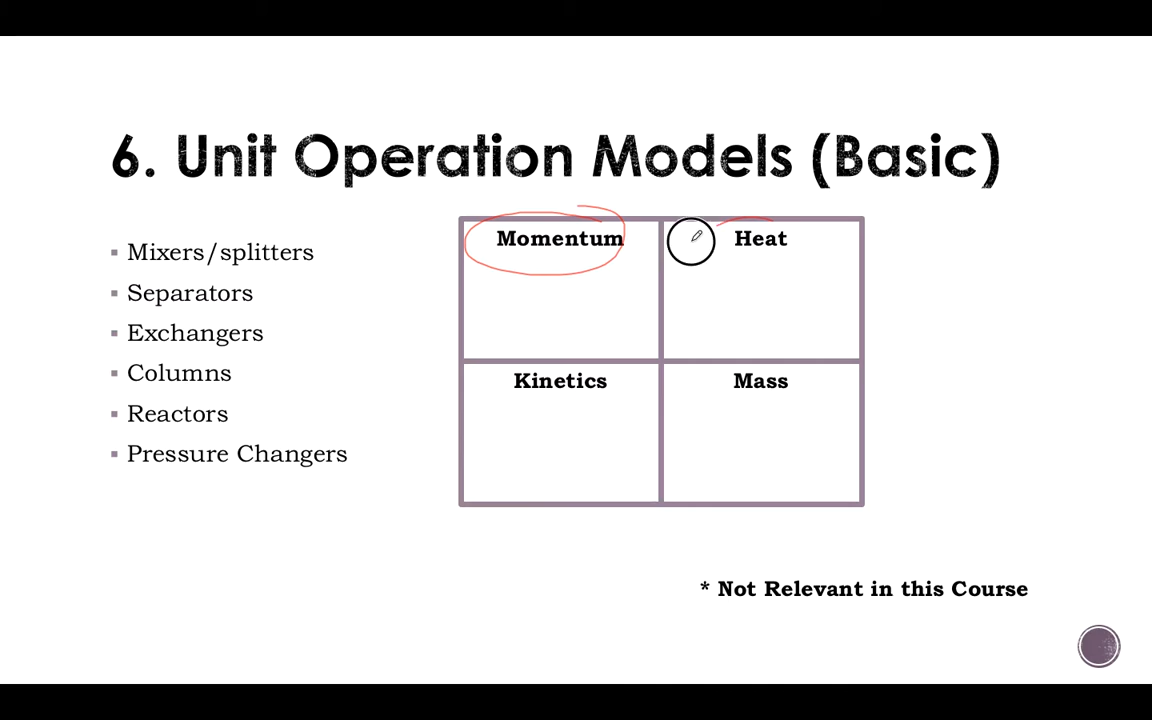 6. Unit Operation Models (Basic)
▪ Mixers/splitters
▪ Separators
▪ Exchangers
▪ Columns
▪ Reactors
▪ Pressure Changers
Momentum
Heat
Kinetics
Mass
* Not Relevant in this Course